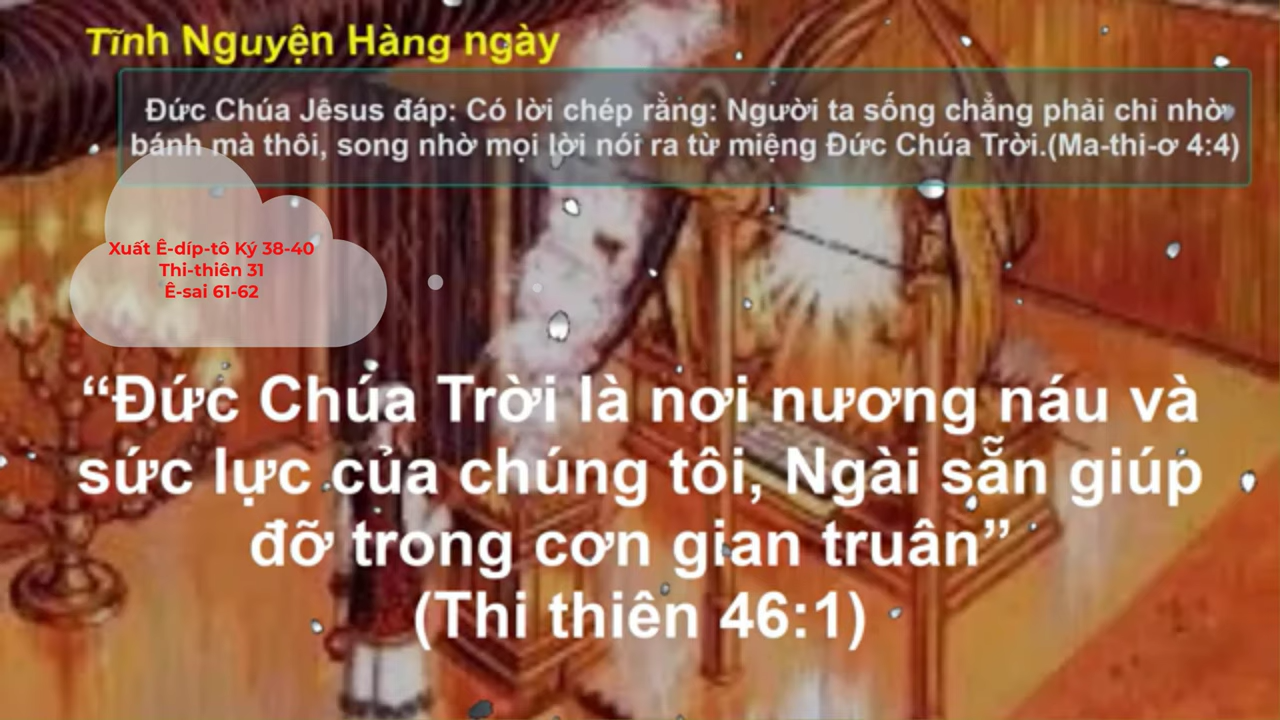 Tĩnh Nguyện Hàng ngày
Đức Chúa Jêsus đáp: Có lời chép rằng: Người ta sống chẳng phải chỉ nhờ
bánh mà thôi, song nhờ mọi lời nói ra từ miệng Đức Chúa Trời.(Ma-thi-ơ 4:4)
Xuất Ê-díp-tô Ký 38-40
Thi-thiên 31
Ê-sai 61-62
“Đức Chúa Trời là nơi nương náu và
sức lực của chúng tôi, Ngài sẵn giúp
đỡ trong cơn gian truân”
(Thi thiên 46:1)